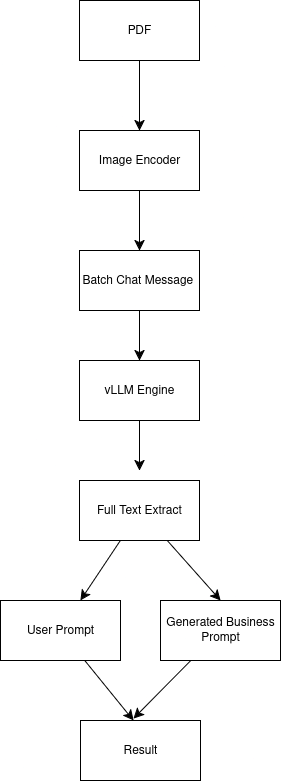 PDF
Image Encoder
Batch Chat Message
vLLM Engine
Full Text Extract
User Prompt
Generated Business
Prompt
Result